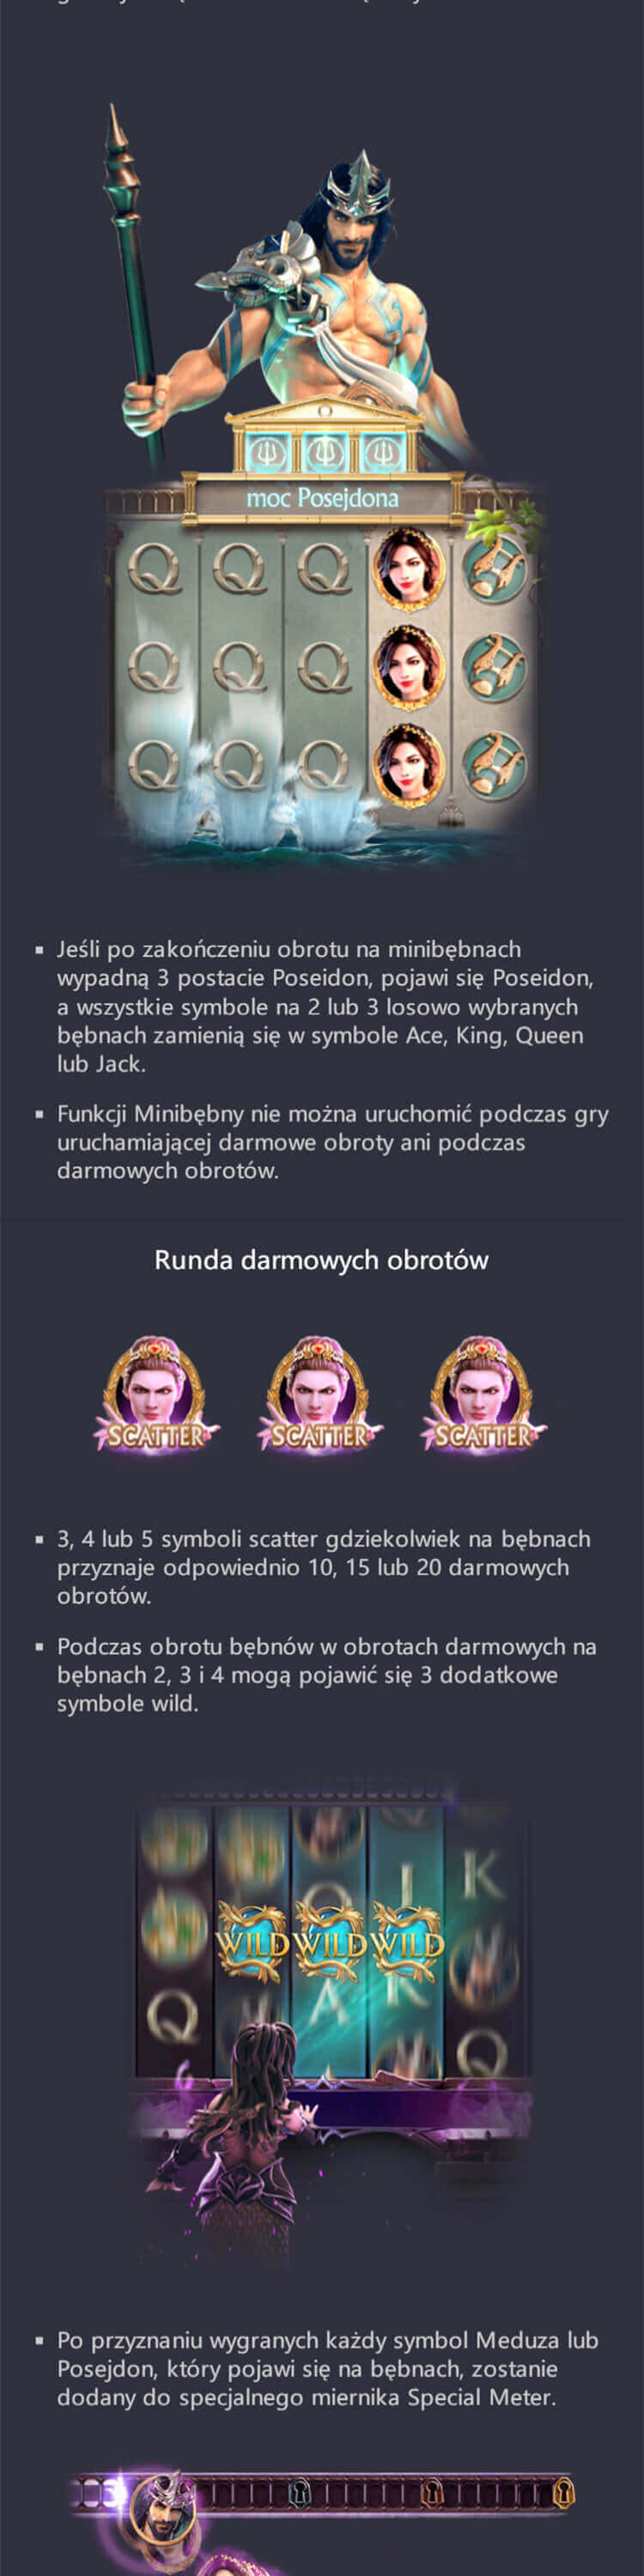 moc Posejdona
Q Q Q
Q Q Q
Q Q Q
▪ Jeśli po zakończeniu obrotu na minibębnach
wypadną 3 postacie Poseidon, pojawi się Poseidon,
a wszystkie symbole na 2 lub 3 losowo wybranych
bębnach zamienią się w symbole Ace, King, Queen
lub Jack.
▪ Funkcji Minibębny nie można uruchomić podczas gry
uruchamiającej darmowe obroty ani podczas
darmowych obrotów.
Runda darmowych obrotów
SCATTER SCATTER SCATTER
▪ 3, 4 lub 5 symboli scatter gdziekolwiek na bębnach
przyznaje odpowiednio 10, 15 lub 20 darmowych
obrotów.
▪ Podczas obrotu bębnów w obrotach darmowych na
bębnach 2, 3 i 4 mogą pojawić się 3 dodatkowe
symbole wild.
J K
WILD WILD WILD
Q A K Q
▪ Po przyznaniu wygranych każdy symbol Meduza lub
Posejdon, który pojawi się na bębnach, zostanie
dodany do specjalnego miernika Special Meter.